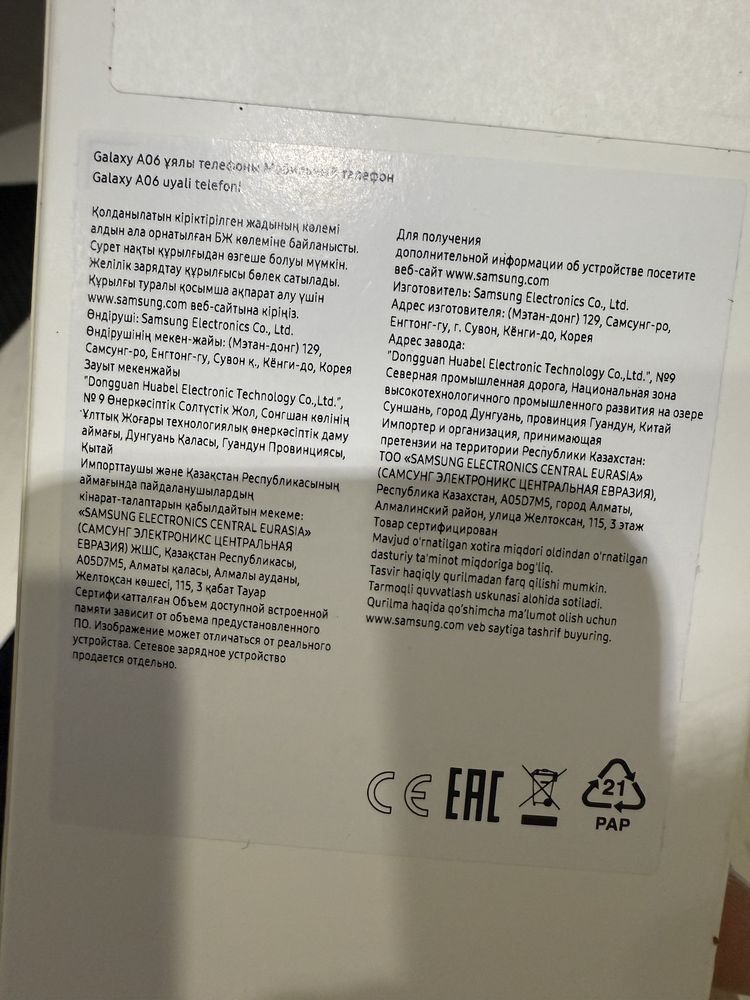 Galaxy A06 ұялы телефоны Мобильный телефон
Galaxy A06 uyali telefoni
Қолданылатын кіріктірілген жадының көлемі
алдын ала орнатылған БЖ көлеміне байланысты.
Сурет нақты құрылғыдан өзгеше болуы мүмкін.
Желілік зарядтау құрылғысы бөлек сатылады.
Құрылғы туралы қосымша ақпарат алу үшін
www.samsung.com веб-сайтына кіріңіз.
Өндіруші: Samsung Electronics Co., Ltd.
Өндірушінің мекен-жайы: (Мэтан-донг) 129,
Самсунг-ро, Енгтонг-гу, Сувон қ., Кёнги-до, Корея
Зауыт мекенжайы
"Dongguan Huabel Electronic Technology Co.,Ltd.",
№ 9 Өнеркәсіптік Солтүстік Жол, Сонгшан көлінің
Ұлттық Жоғары технологиялық өнеркәсіптік даму
аймағы, Дунгуань Қаласы, Гуандун Провинциясы,
Қытай
Импорттаушы және Қазақстан Республикасының
аймағында пайдаланушылардың
кінарат-талаптарын қабылдайтын мекеме:
«SAMSUNG ELECTRONICS CENTRAL EURASIA»
(САМСУНГ ЭЛЕКТРОНИКС ЦЕНТРАЛЬНАЯ
ЕВРАЗИЯ) ЖШС, Қазақстан Республикасы,
A05D7M5, Алматы қаласы, Алмалы ауданы,
Желтоқсан көшесі, 115, 3 қабат Тауар
Сертификатталған Объем доступной встроенной
памяти зависит от объема предустановленного
ПО. Изображение может отличаться от реального
устройства. Сетевое зарядное устройство
продается отдельно.
Для получения
дополнительной информации об устройстве посетите
веб-сайт www.samsung.com
Изготовитель: Samsung Electronics Co., Ltd.
Адрес изготовителя: (Мэтан-донг) 129, Самсунг-ро,
Енгтонг-гу, г. Сувон, Кёнги-до, Корея
Адрес завода:
"Dongguan Huabel Electronic Technology Co.,Ltd.", №9
Северная промышленная дорога, Национальная зона
высокотехнологичного промышленного развития на озере
Суншань, город Дунгуань, провинция Гуандун, Китай
Импортер и организация, принимающая
претензии на территории Республики Казахстан:
ТОО «SAMSUNG ELECTRONICS CENTRAL EURASIA»
(САМСУНГ ЭЛЕКТРОНИКС ЦЕНТРАЛЬНАЯ ЕВРАЗИЯ),
Республика Казахстан, A05D7M5, город Алматы,
Алмалинский район, улица Желтоксан, 115, 3 этаж
Товар сертифицирован
Mavjud o'rnatilgan xotira miqdori oldindan o'rnatilgan
dasturiy ta'minot miqdoriga bog'liq.
Tasvir haqiqly qurilmadan farq qilishi mumkin.
Tarmoqli quvvatlash uskunasi alohida sotiladi.
Qurilma haqida qo'shimcha ma'lumot olish uchun
www.samsung.com veb saytiga tashrif buyuring.
CE EAC
21
PAP